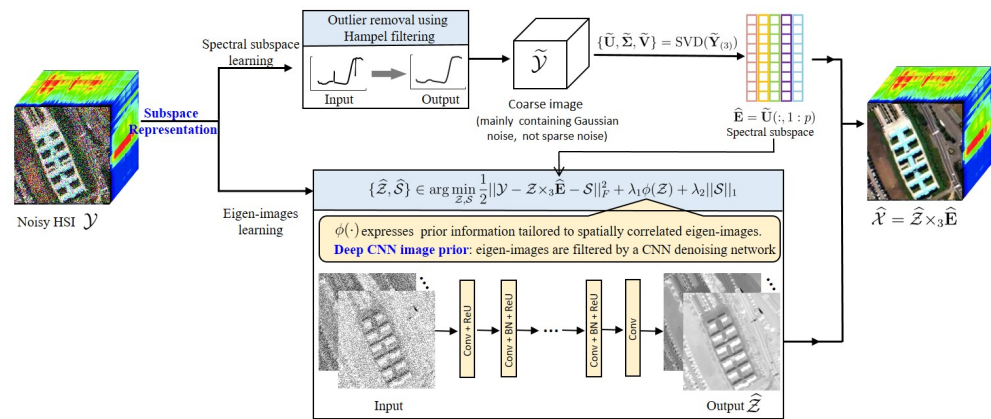 Noisy HSI 𝒴
Subspace
Representation
Spectral subspace
learning
Outlier removal using
Hampel filtering
Input
Output
𝒴̃
Coarse image
(mainly containing Gaussian
noise, not sparse noise)
{Ũ, Σ̃, Ṽ} = SVD(Ỹ₍₃₎)
Ê = Ũ(:, 1 : p)
Spectral subspace
Eigen-images
learning
{𝒵̂, 𝒮̂} ∈ arg min_{𝒵,𝒮} 1/2 ||𝒴 − 𝒵×₃Ê − 𝒮||²_F + λ₁ϕ(𝒵) + λ₂||𝒮||₁
ϕ(·) expresses prior information tailored to spatially correlated eigen-images.
Deep CNN image prior: eigen-images are filtered by a CNN denoising network
Conv + ReU
Conv + BN + ReU
...
Conv + BN + ReU
Conv
Input
Output 𝒵̂
𝒳̂ = 𝒵̂×₃Ê